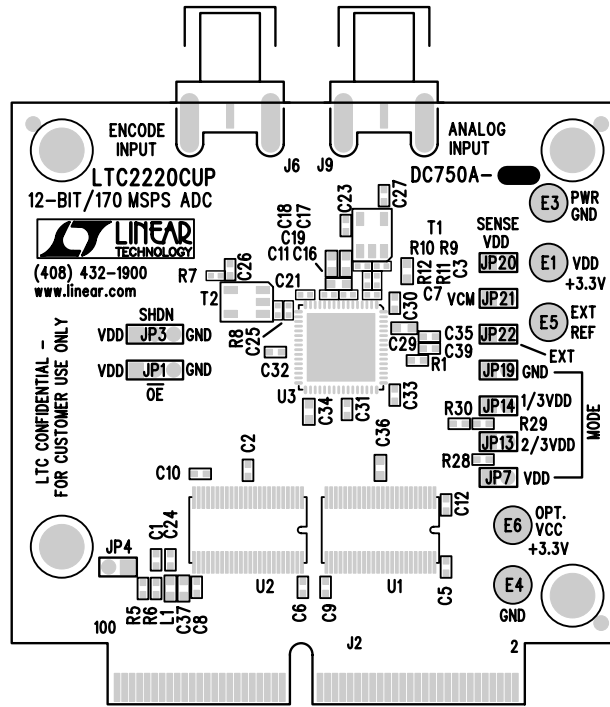 ENCODE
INPUT
J6
J9
ANALOG
INPUT
LTC2220CUP
12-BIT/170 MSPS ADC
DC750A-
LINEAR
TECHNOLOGY
(408) 432-1900
www.linear.com
E3
PWR
GND
E1
VDD
+3.3V
E5
EXT
REF
SENSE
VDD
JP20
VCM
JP21
JP22
EXT
JP19
GND
JP14
1/3VDD
JP13
2/3VDD
JP7
VDD
MODE
R30
R29
R28
C27
C23
C18
C17
C19
C11
C16
T1
R10
R9
R12
R11
C3
C7
R7
C26
T2
C21
R8
C25
C32
C30
C29
C35
C39
R1
U3
C34
C31
C33
SHDN
VDD
JP3
GND
VDD
JP1
GND
OE
LTC CONFIDENTIAL -
FOR CUSTOMER USE ONLY
C10
C2
C36
C12
C5
C1
C24
JP4
R5
R6
L1
C37
C8
U2
C6
C9
U1
E6
OPT.
VCC
+3.3V
E4
GND
100
J2
2